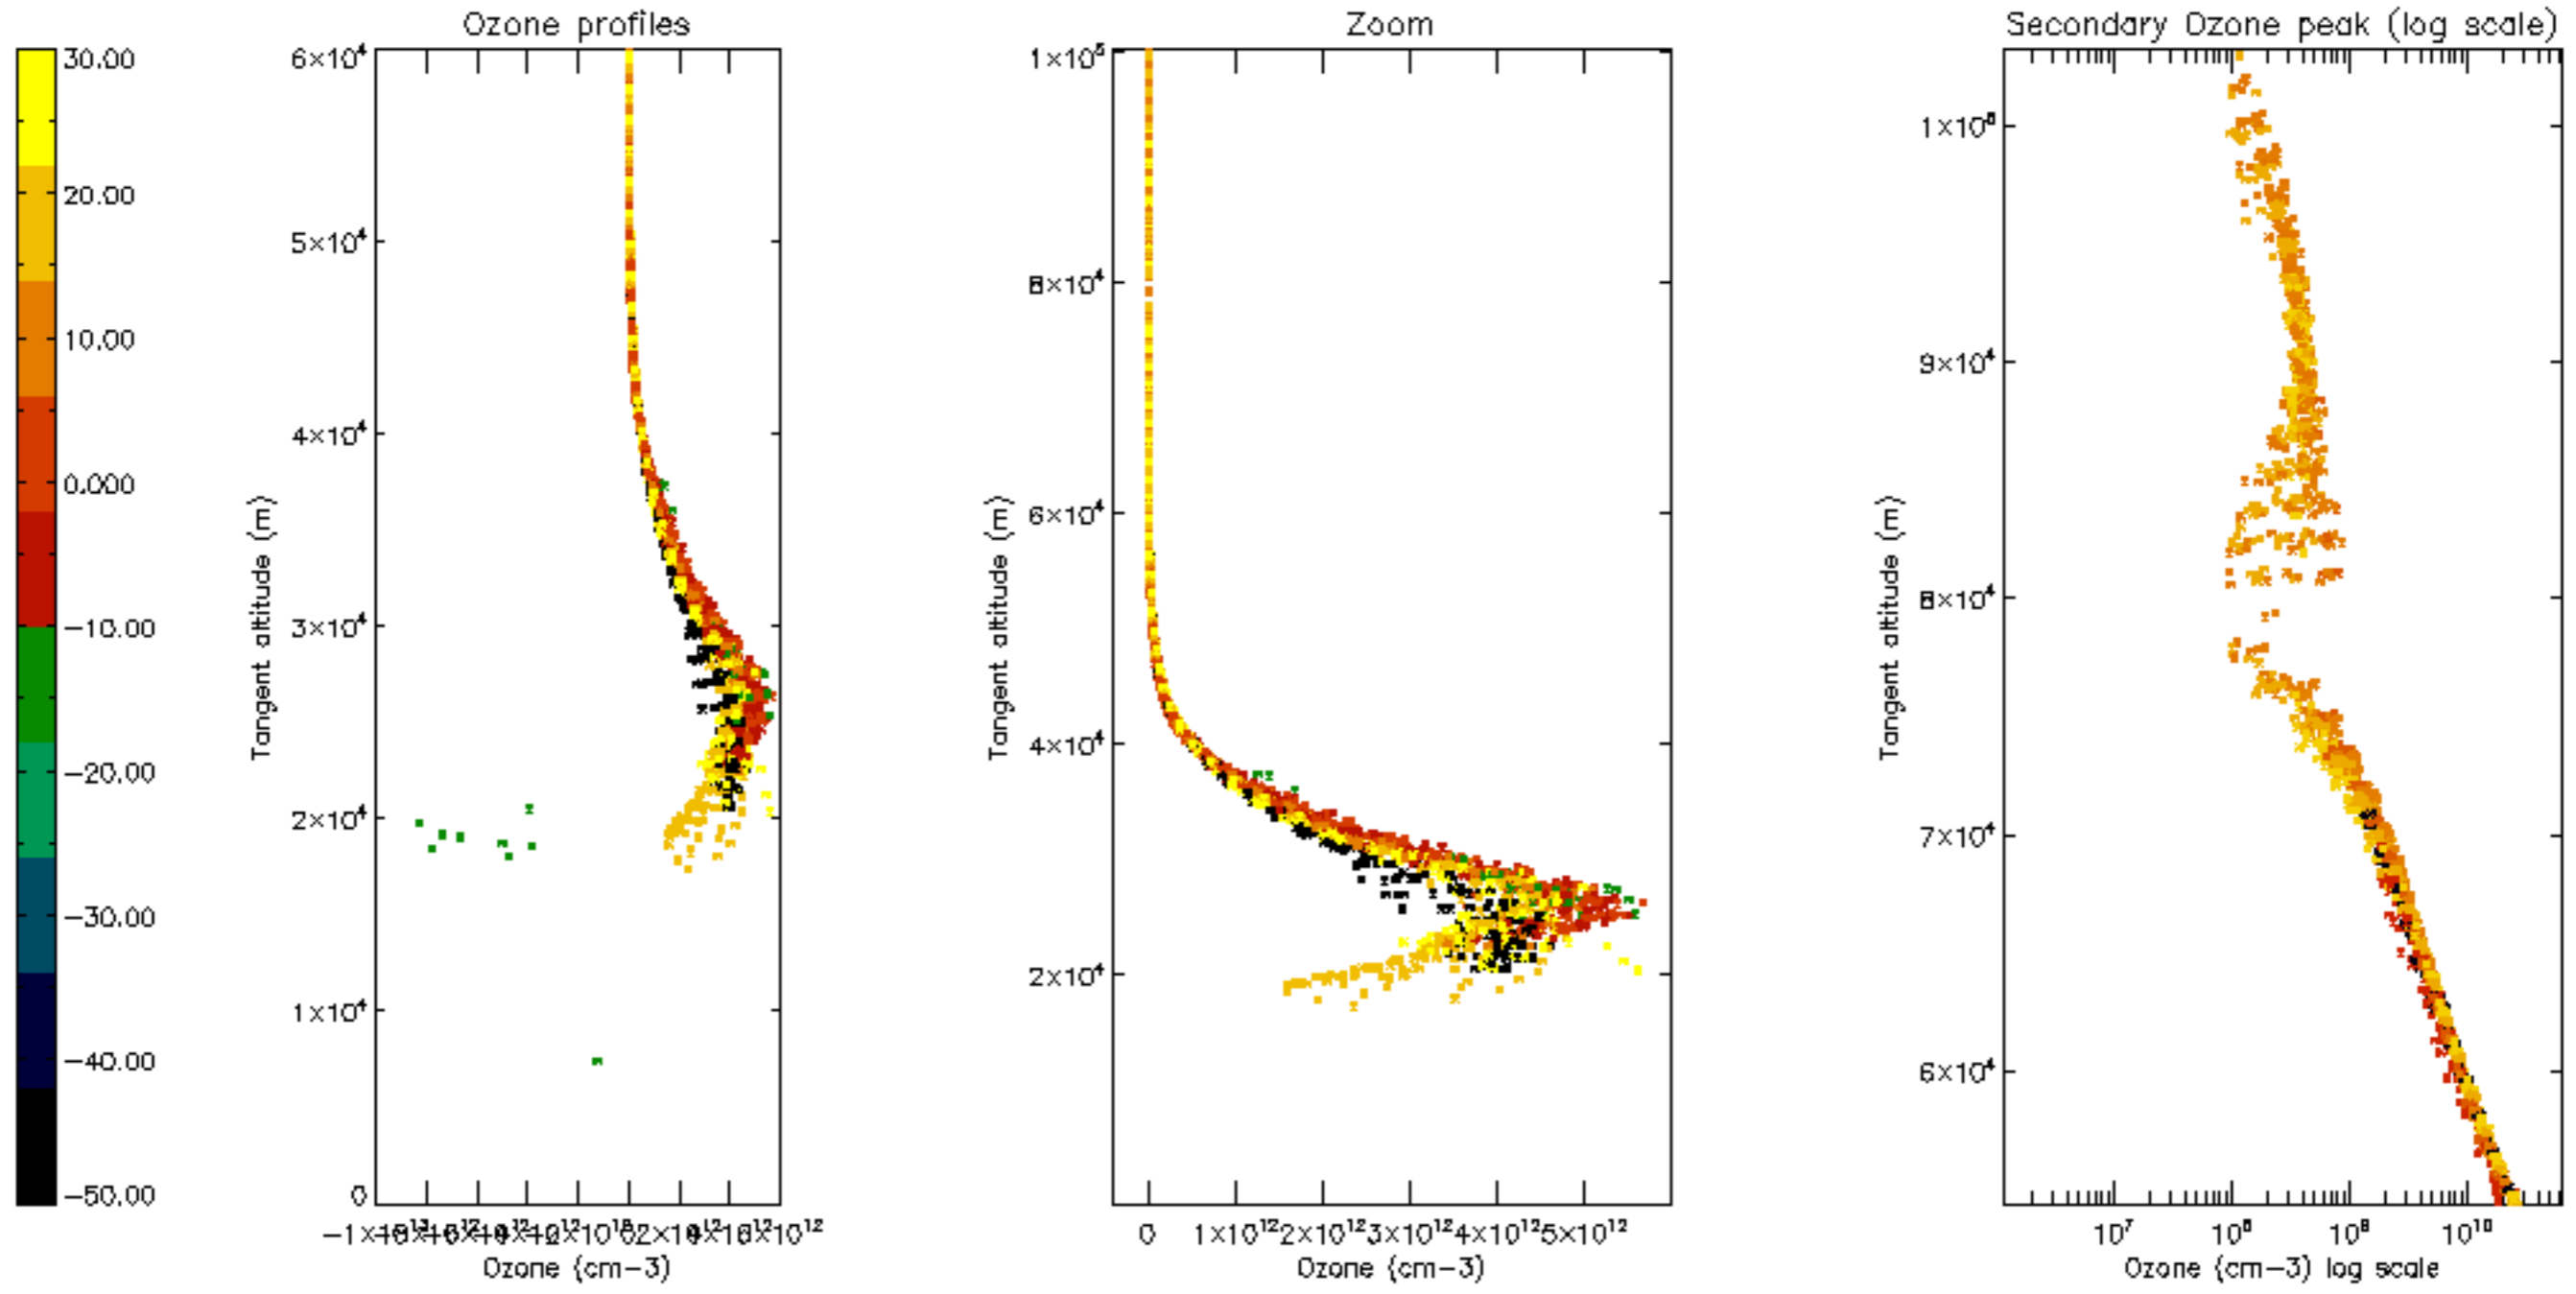 Ozone profiles
Zoom
Secondary Ozone peak (log scale)
30.00
20.00
10.00
0.000
−10.00
−20.00
−30.00
−40.00
−50.00
6×10⁴
5×10⁴
4×10⁴
3×10⁴
2×10⁴
1×10⁴
0
Tangent altitude (m)
6×10¹²
Ozone (cm−3)
1×10⁵
8×10⁴
6×10⁴
4×10⁴
2×10⁴
Tangent altitude (m)
0 1×10¹² 2×10¹² 3×10¹² 4×10¹² 5×10¹²
Ozone (cm−3)
1×10⁵
9×10⁴
8×10⁴
7×10⁴
6×10⁴
Tangent altitude (m)
10⁷ 10⁸ 10⁹ 10¹⁰
Ozone (cm−3) log scale